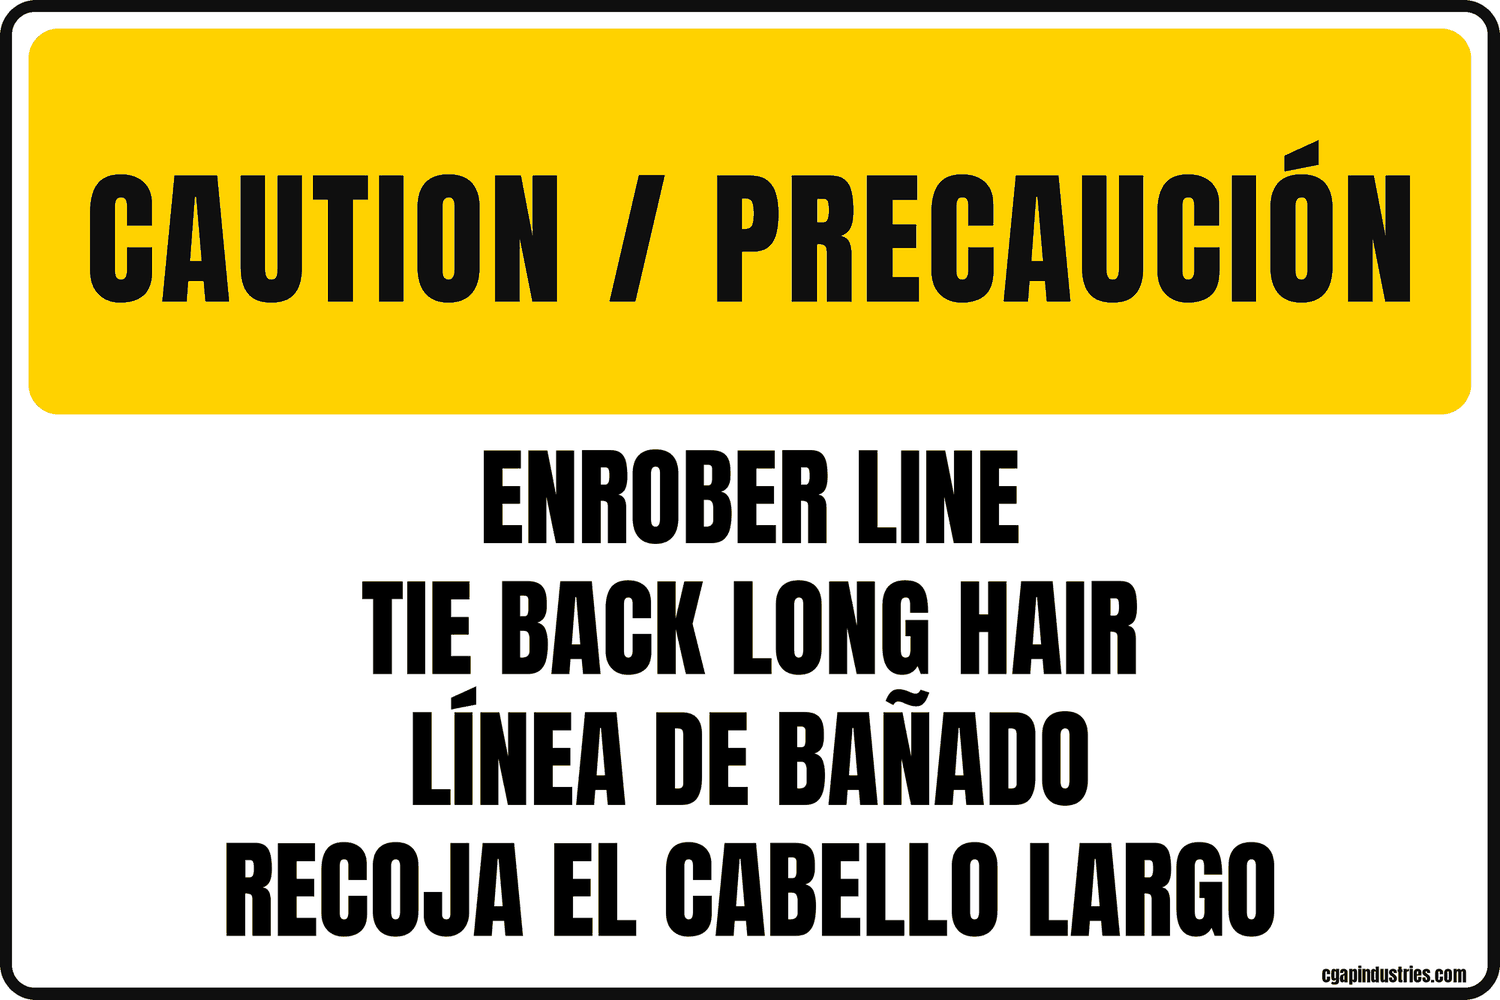 CAUTION / PRECAUCIÓN
ENROBER LINE
TIE BACK LONG HAIR
LÍNEA DE BAÑADO
RECOJA EL CABELLO LARGO
cgapindustries.com